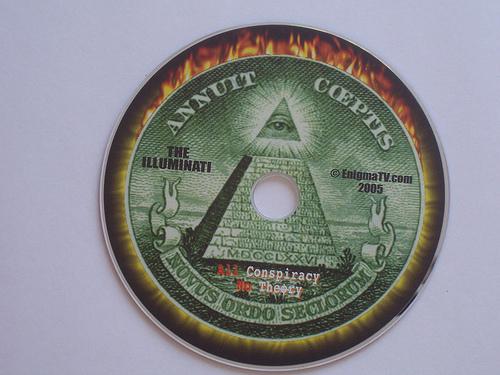 ANNUIT CŒPTIS
THE
ILLUMINATI
© EnigmaTV.com
2005
MDCCLXXVI
All Conspiracy
No Theory
NOVUS ORDO SECLORUM